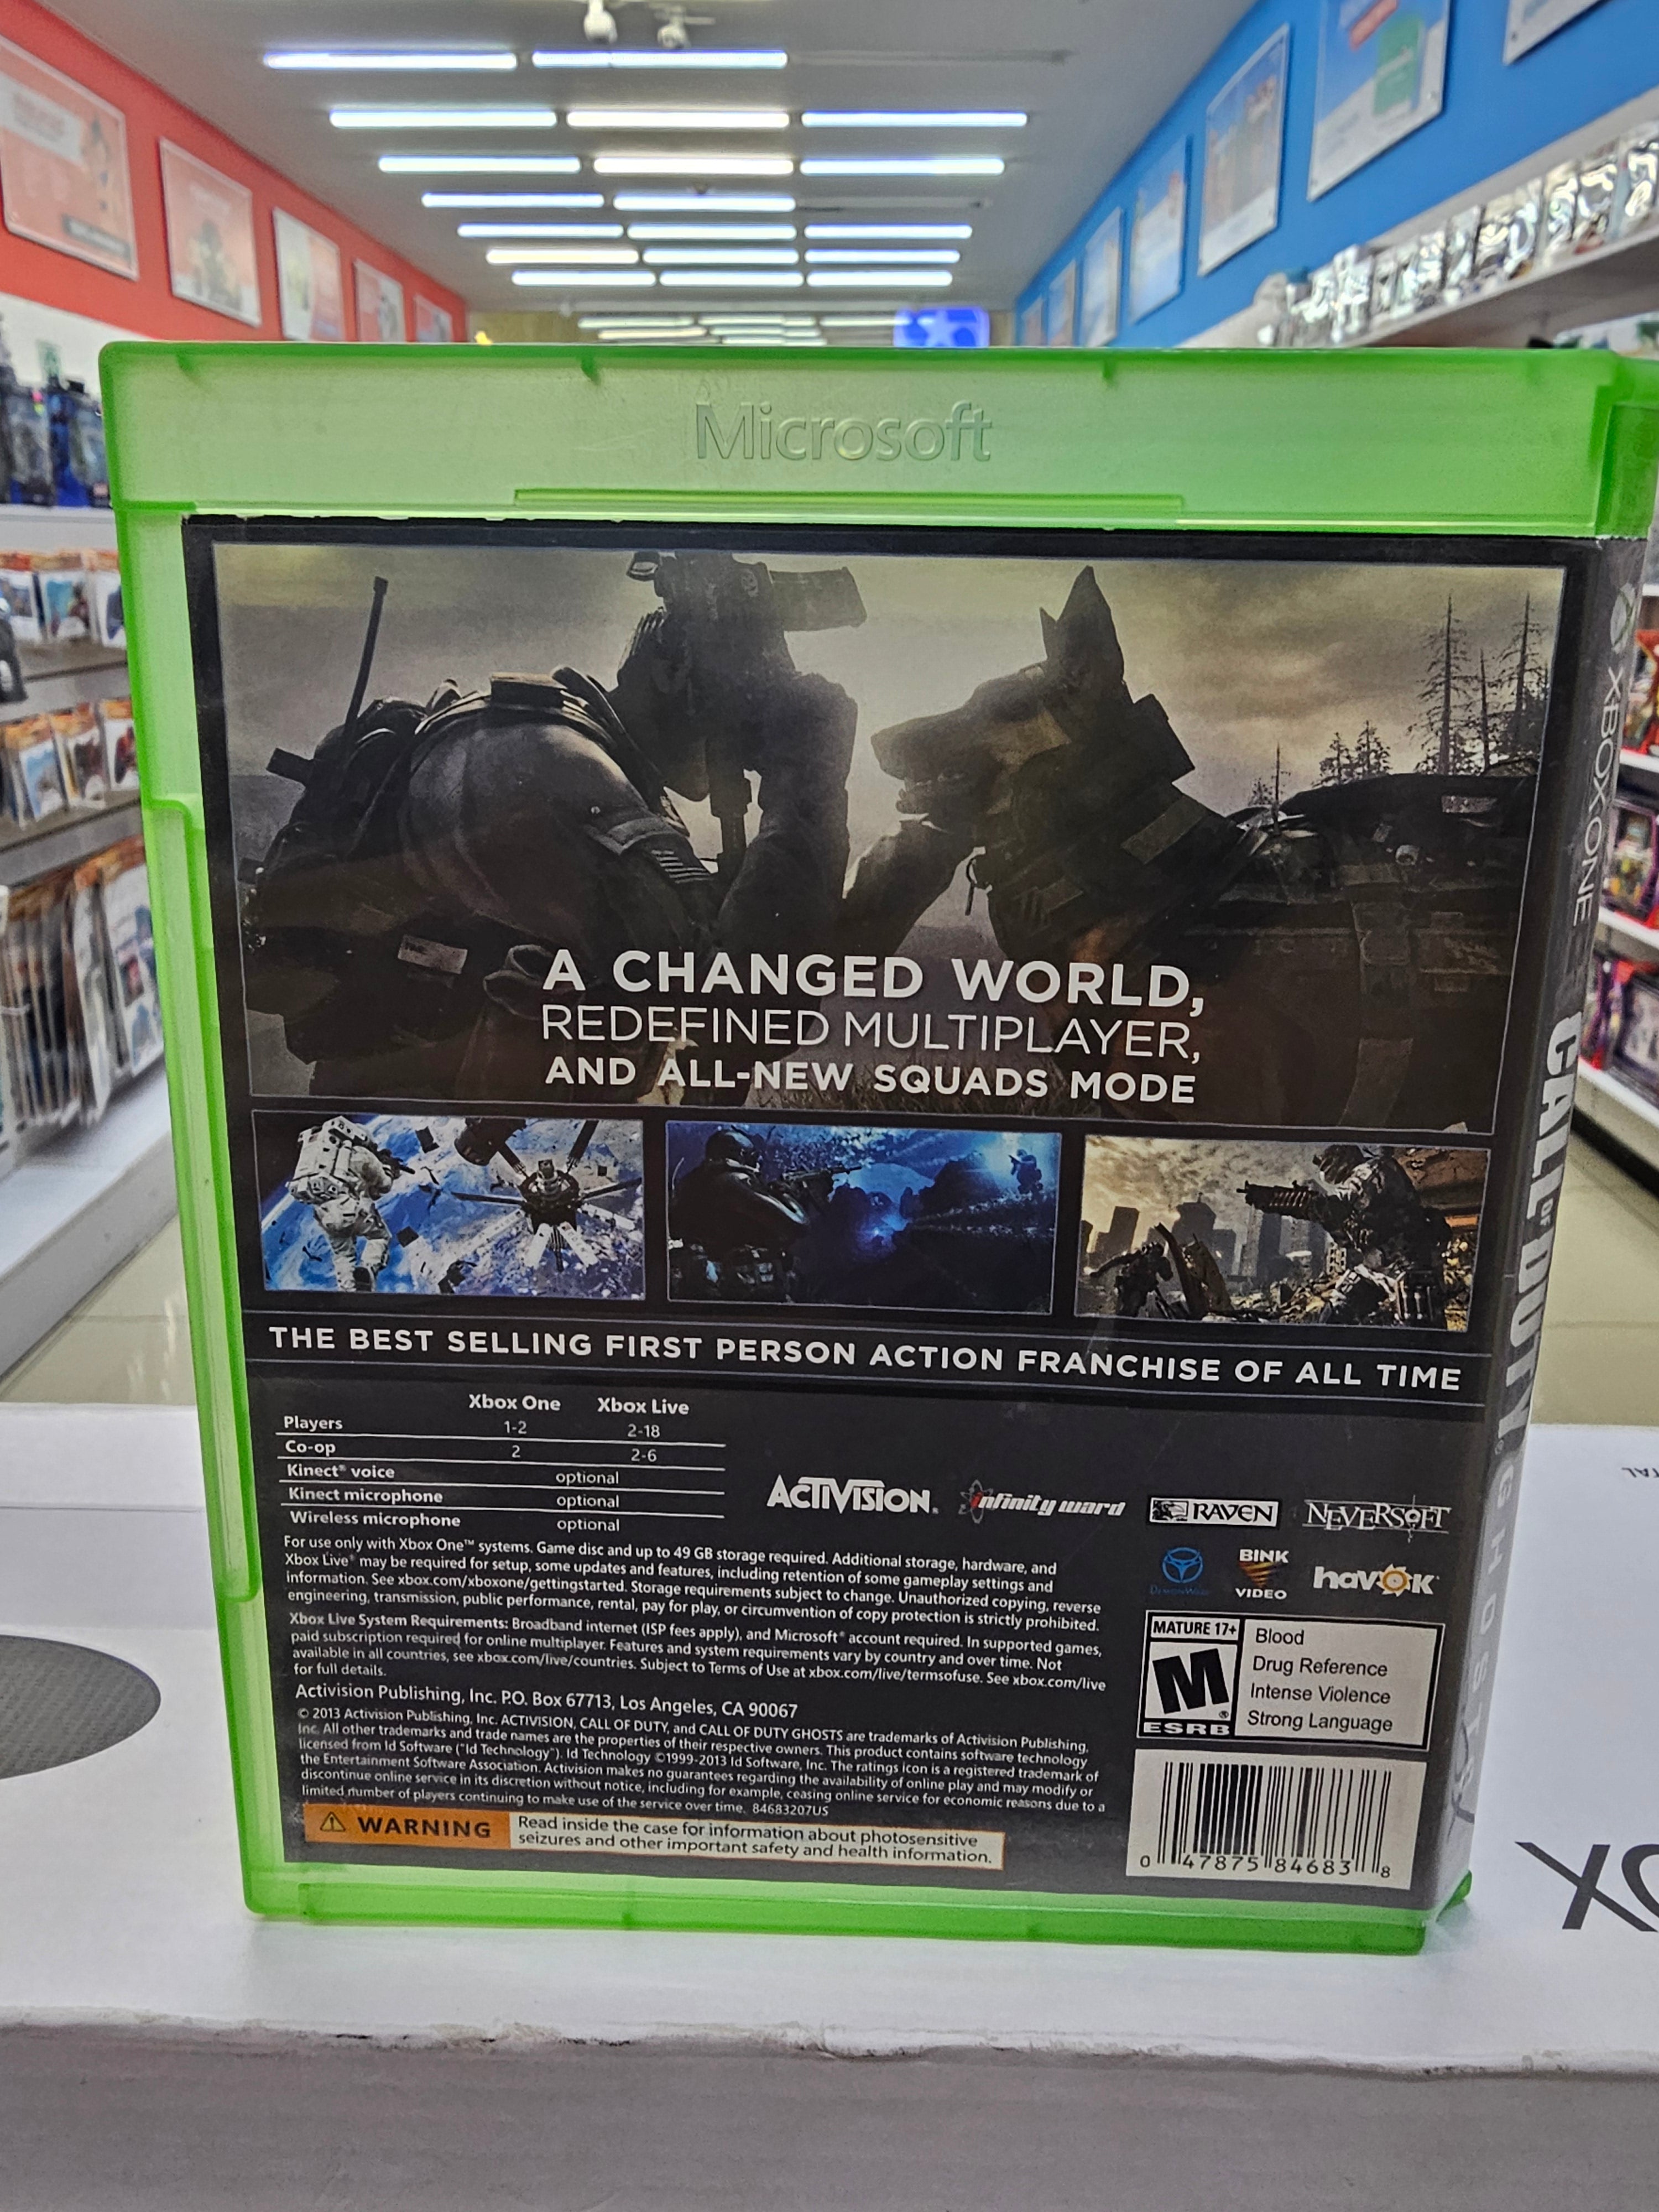 Microsoft
A CHANGED WORLD,
REDEFINED MULTIPLAYER,
AND ALL-NEW SQUADS MODE
THE BEST SELLING FIRST PERSON ACTION FRANCHISE OF ALL TIME
Xbox One Xbox Live
Players 1-2 2-18
Co-op 2 2-6
Kinect® voice optional
Kinect microphone optional
Wireless microphone optional
ACTIVISION. infinity ward RAVEN NEVERSOFT
DEMONWARE BINK VIDEO havok
For use only with Xbox One™ systems. Game disc and up to 49 GB storage required. Additional storage, hardware, and
Xbox Live® may be required for setup, some updates and features, including retention of some gameplay settings and
information. See xbox.com/xboxone/gettingstarted. Storage requirements subject to change. Unauthorized copying, reverse
engineering, transmission, public performance, rental, pay for play, or circumvention of copy protection is strictly prohibited.
Xbox Live System Requirements: Broadband internet (ISP fees apply), and Microsoft® account required. In supported games,
paid subscription required for online multiplayer. Features and system requirements vary by country and over time. Not
available in all countries, see xbox.com/live/countries. Subject to Terms of Use at xbox.com/live/termsofuse. See xbox.com/live
for full details.
Activision Publishing, Inc. P.O. Box 67713, Los Angeles, CA 90067
© 2013 Activision Publishing, Inc. ACTIVISION, CALL OF DUTY, and CALL OF DUTY GHOSTS are trademarks of Activision Publishing,
Inc. All other trademarks and trade names are the properties of their respective owners. This product contains software technology
licensed from Id Software ("Id Technology"). Id Technology ©1999-2013 Id Software, Inc. The ratings icon is a registered trademark of
the Entertainment Software Association. Activision makes no guarantees regarding the availability of online play and may modify or
discontinue online service in its discretion without notice, including for example, ceasing online service for economic reasons due to a
limited number of players continuing to make use of the service over time. 84683207US
WARNING
Read inside the case for information about photosensitive
seizures and other important safety and health information.
MATURE 17+
M®
ESRB
Blood
Drug Reference
Intense Violence
Strong Language
0 47875 84683 8
XBOX ONE
CALL OF DUTY® GHOSTS